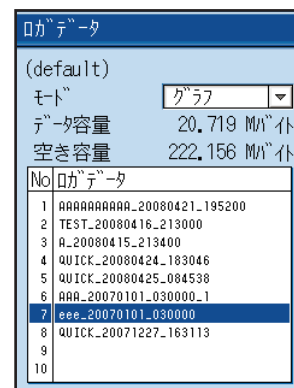 ロガデータ
(default)
モード グラフ
データ容量 20.719 Mバイト
空き容量 222.156 Mバイト
No ロガデータ
1 AAAAAAAAAA_20080421_195200
2 TEST_20080416_213000
3 A_20080415_213400
4 QUICK_20080424_183046
5 QUICK_20080425_084538
6 AAA_20070101_030000_1
7 eee_20070101_030000
8 QUICK_20071227_163113
9
10